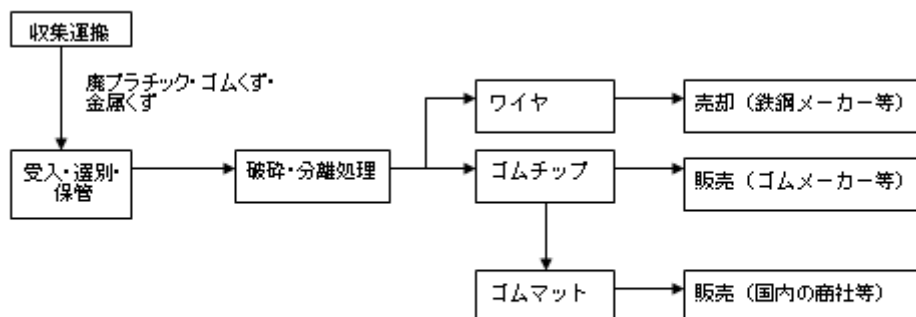 収集運搬
廃プラチック・ゴムくず・
金属くず
ワイヤ
売却（鉄鋼メーカー等）
受入・選別・
保管
破砕・分離処理
ゴムチップ
販売（ゴムメーカー等）
ゴムマット
販売（国内の商社等）